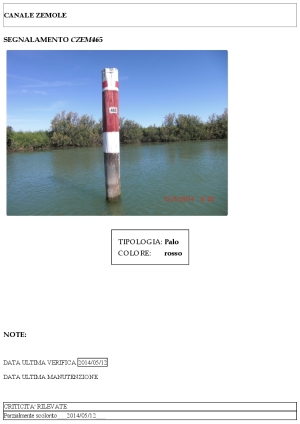 CANALE ZEMOLE
SEGNALAMENTO CZEM465
465
TIPOLOGIA: Palo
COLORE: rosso
NOTE:
DATA ULTIMA VERIFICA 2014/05/12
DATA ULTIMA MANUTENZIONE
CRITICITA' RILEVATE
Parzialmente scolorito 2014/05/12